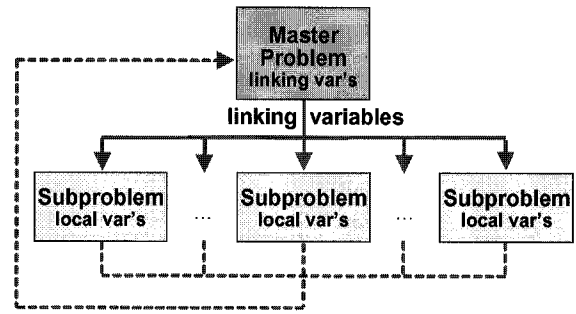 Master
Problem
linking var's
linking variables
Subproblem
local var's
...
Subproblem
local var's
...
Subproblem
local var's